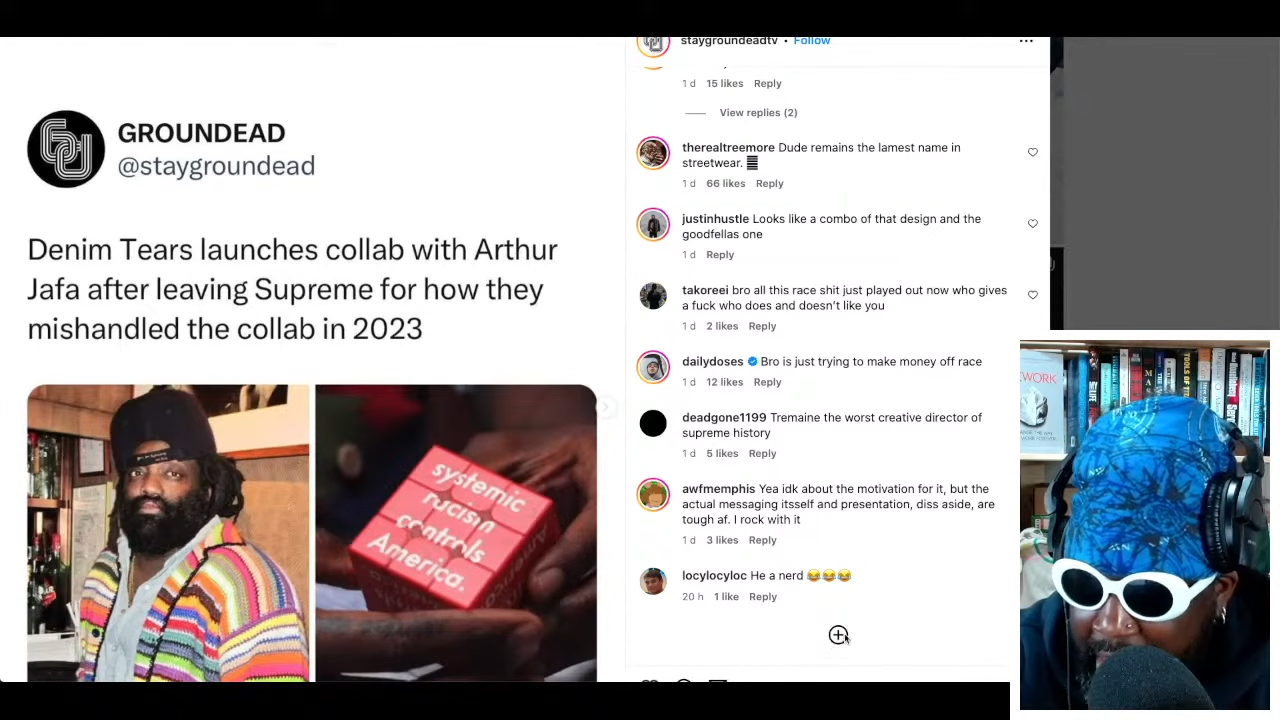 staygroundeadtv • Follow
1 d 15 likes Reply
View replies (2)
GROUNDEAD
@staygroundead
Denim Tears launches collab with Arthur
Jafa after leaving Supreme for how they
mishandled the collab in 2023
systemic
racism
controls
America.
therealtreemore Dude remains the lamest name in
streetwear.
1 d 66 likes Reply
justinhustle Looks like a combo of that design and the
goodfellas one
1 d Reply
takoreei bro all this race shit just played out now who gives
a fuck who does and doesn’t like you
1 d 2 likes Reply
dailydoses Bro is just trying to make money off race
1 d 12 likes Reply
deadgone1199 Tremaine the worst creative director of
supreme history
1 d 5 likes Reply
awfmemphis Yea idk about the motivation for it, but the
actual messaging itsself and presentation, diss aside, are
tough af. I rock with it
1 d 3 likes Reply
locylocyloc He a nerd 😂😂😂
20 h 1 like Reply
WORK